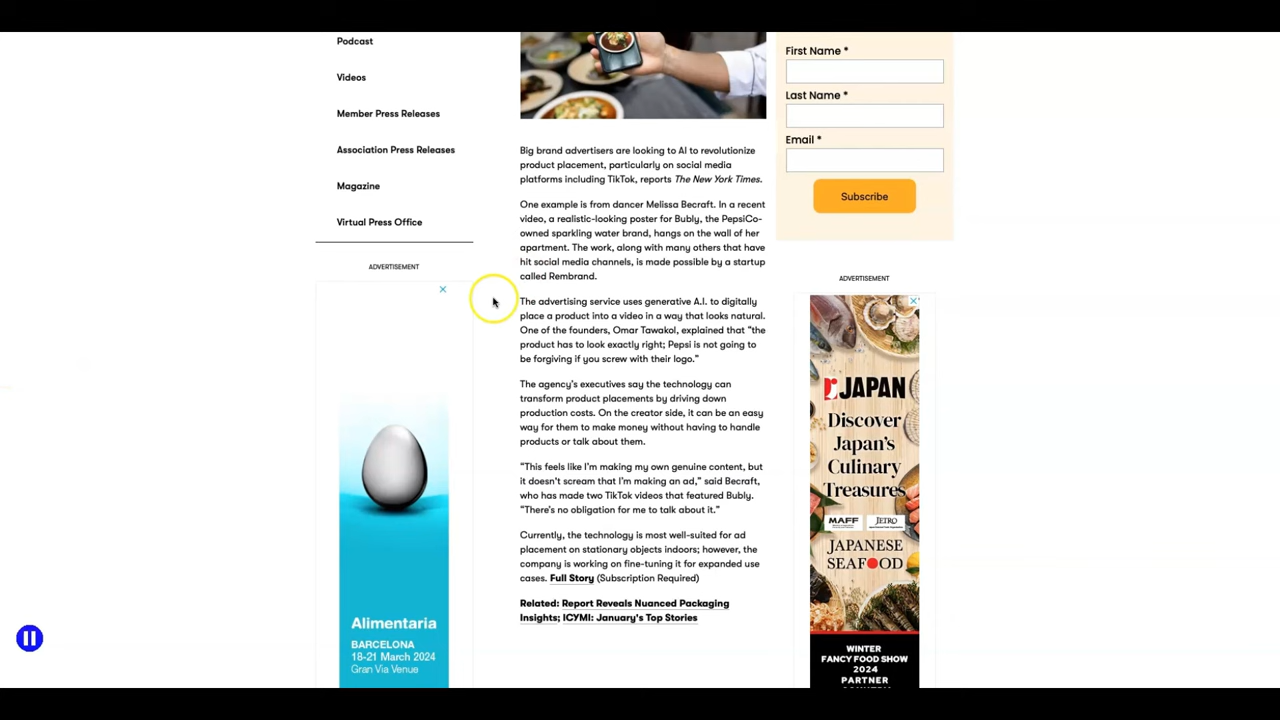 Podcast
Videos
Member Press Releases
Association Press Releases
Magazine
Virtual Press Office
ADVERTISEMENT
Alimentaria
BARCELONA
18-21 March 2024
Gran Via Venue
Big brand advertisers are looking to AI to revolutionize
product placement, particularly on social media
platforms including TikTok, reports The New York Times.
One example is from dancer Melissa Becraft. In a recent
video, a realistic-looking poster for Bubly, the PepsiCo-
owned sparkling water brand, hangs on the wall of her
apartment. The work, along with many others that have
hit social media channels, is made possible by a startup
called Rembrand.
The advertising service uses generative A.I. to digitally
place a product into a video in a way that looks natural.
One of the founders, Omar Tawakol, explained that “the
product has to look exactly right; Pepsi is not going to
be forgiving if you screw with their logo.”
The agency’s executives say the technology can
transform product placements by driving down
production costs. On the creator side, it can be an easy
way for them to make money without having to handle
products or talk about them.
“This feels like I’m making my own genuine content, but
it doesn't scream that I’m making an ad,” said Becraft,
who has made two TikTok videos that featured Bubly.
“There’s no obligation for me to talk about it.”
Currently, the technology is most well-suited for ad
placement on stationary objects indoors; however, the
company is working on fine-tuning it for expanded use
cases. Full Story (Subscription Required)
Related: Report Reveals Nuanced Packaging
Insights; ICYMI: January's Top Stories
First Name *
Last Name *
Email *
Subscribe
ADVERTISEMENT
JAPAN
Discover
Japan's
Culinary
Treasures
MAFF
JETRO
JAPANESE
SEAFOOD
WINTER
FANCY FOOD SHOW
2024
PARTNER